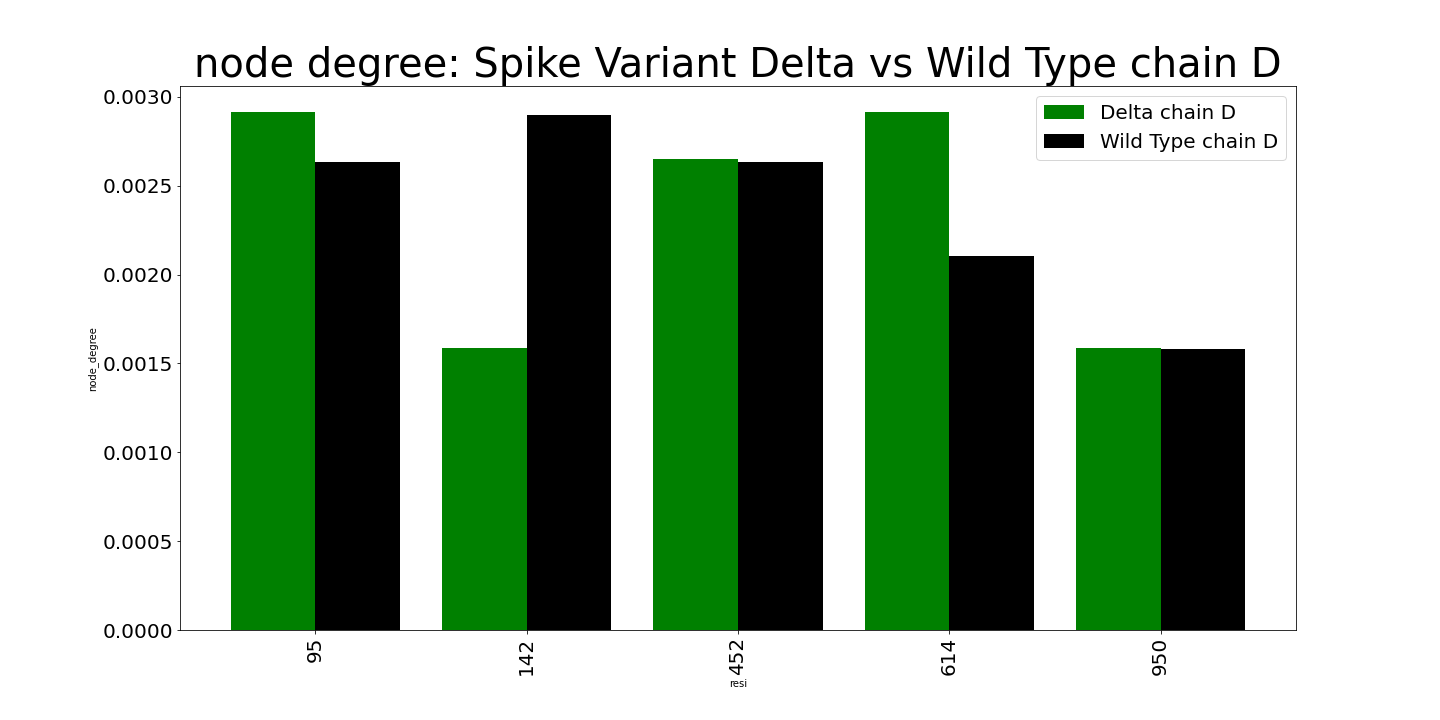 node degree: Spike Variant Delta vs Wild Type chain D
Delta chain D
Wild Type chain D
0.0030
0.0025
0.0020
0.0015
0.0010
0.0005
0.0000
node_degree
95
142
452
614
950
resi